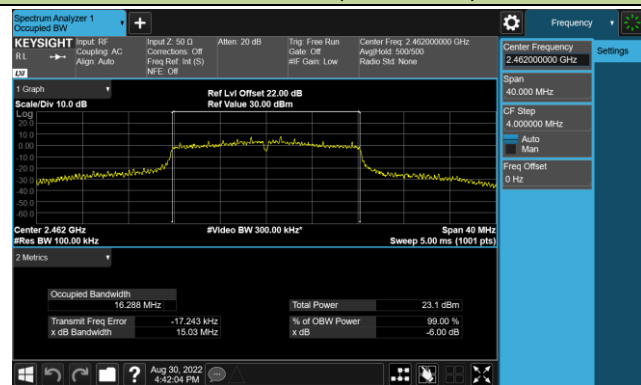 Spectrum Analyzer 1
Occupied BW
Frequency
KEYSIGHT
Input: RF
Input Z: 50 Ω
Atten: 20 dB
Trig: Free Run
Center Freq: 2.462000000 GHz
RL
Coupling: AC
Corrections: Off
Gate: Off
Avg|Hold: 500/500
Align: Auto
Freq Ref: Int (S)
#IF Gain: Low
Radio Std: None
NFE: Off
LXI
Center Frequency
2.462000000 GHz
Settings
Span
40.000 MHz
CF Step
4.000000 MHz
Auto
Man
Freq Offset
0 Hz
1 Graph
Ref Lvl Offset 22.00 dB
Scale/Div 10.0 dB
Ref Value 30.00 dBm
Log
20.0
10.0
0.00
-10.0
-20.0
-30.0
-40.0
-50.0
-60.0
Center 2.462 GHz
#Video BW 300.00 kHz*
Span 40 MHz
#Res BW 100.00 kHz
Sweep 5.00 ms (1001 pts)
2 Metrics
Occupied Bandwidth
16.288 MHz
Total Power
23.1 dBm
Transmit Freq Error
-17.243 kHz
% of OBW Power
99.00 %
x dB Bandwidth
15.03 MHz
x dB
-6.00 dB
?
Aug 30, 2022
4:42:04 PM